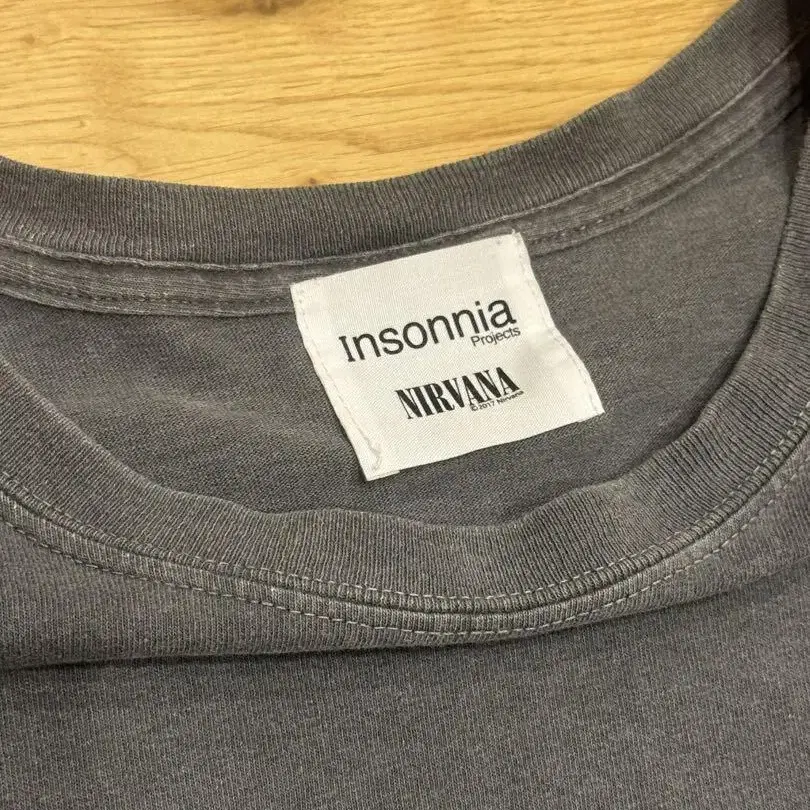 Insonnia
Projects
NIRVANA
© 2017 Nirvana